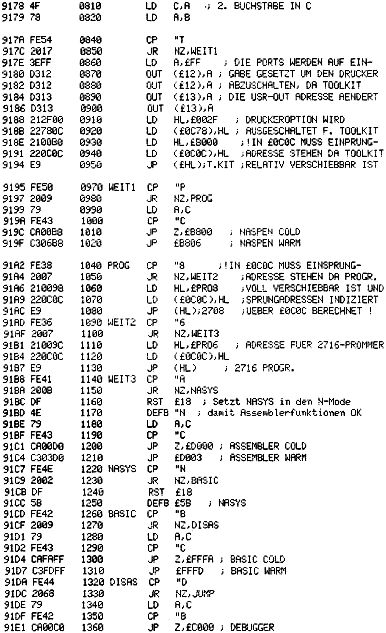 9178 4F 0810 LD C,A ; 2. BUCHSTABE IN C
9179 78 0820 LD A,B
917A FE54 0840 CP "T
917C 2017 0850 JR NZ,WEIT1
917E 3EFF 0860 LD A,£FF ; DIE PORTS WERDEN AUF EIN-
9180 D312 0870 OUT (£12),A ; GABE GESETZT UM DEN DRUCKER
9182 D312 0880 OUT (£12),A ; ABZUSCHALTEN, DA TOOLKIT
9184 D313 0890 OUT (£13),A ; DIE USR-OUT ADRESSE AENDERT
9186 D313 0900 OUT (£13),A
9188 212F00 0910 LD HL,£002F ; DRUCKEROPTION WIRD
918B 22780C 0920 LD (£0C78),HL ; AUSGESCHALTET F. TOOLKIT
918E 2100B0 0930 LD HL,£B000 ; !IN £0C0C MUSS EINPRUNG-
9191 220C0C 0940 LD (£0C0C),HL ;ADRESSE STEHEN DA TOOLKIT
9194 E9 0950 JP (HL);T.KIT RELATIV VERSCHIEBBAR IST
9195 FE50 0970 WEIT1 CP "P
9197 2009 0980 JR NZ,PROG
9199 79 0990 LD A,C
919A FE43 1000 CP "C
919C CA00B8 1010 JP Z,£B800 ; NASPEN COLD
919F C306B8 1020 JP £B806 ; NASPEN WARM
91A2 FE38 1040 PROG CP "8 ;!IN £0C0C MUSS EINSPRUNG-
91A4 2007 1050 JR NZ,WEIT2 ;ADRESSE STEHEN DA PROGR.
91A6 210098 1060 LD HL,PRO8 ;VOLL VERSCHIEBBAR IST UND
91A9 220C0C 1070 LD (£0C0C),HL ;SPRUNGADRESSEN INDIZIERT
91AC E9 1080 JP (HL);2708 ;UEBER £0C0C BERECHNET !
91AD FE36 1090 WEIT2 CP "6
91AF 2007 1100 JR NZ,WEIT3
91B1 21009C 1110 LD HL,PRO6 ; ADRESSE FUER 2716-PROMMER
91B4 220C0C 1120 LD (£0C0C),HL
91B7 E9 1130 JP (HL) ; 2716 PROGR.
91B8 FE41 1140 WEIT3 CP "A
91BA 200B 1150 JR NZ,NASYS
91BC DF 1160 RST £18 ; Setzt NASYS in den N-Mode
91BD 4E 1170 DEFB "N ; damit Assemblerfunktionen OK
91BE 79 1180 LD A,C
91BF FE43 1190 CP "C
91C1 CA00D0 1200 JP Z,£D000 ; ASSEMBLER COLD
91C4 C303D0 1210 JP £D003 ; ASSEMBLER WARM
91C7 FE4E 1220 NASYS CP "N
91C9 2002 1230 JR NZ,BASIC
91CB DF 1240 RST £18
91CC 5B 1250 DEFB £5B ; NASYS
91CD FE42 1260 BASIC CP "B
91CF 2009 1270 JR NZ,DISAS
91D1 79 1280 LD A,C
91D2 FE43 1290 CP "C
91D4 CAFAFF 1300 JP Z,£FFFA ; BASIC COLD
91D7 C3FDFF 1310 JP £FFFD ; BASIC WARM
91DA FE44 1320 DISAS CP "D
91DC 2068 1330 JR NZ,JUMP
91DE 79 1340 LD A,C
91DF FE42 1350 CP "B
91E1 CA00C0 1360 JP Z,£C000 ; DEBUGGER